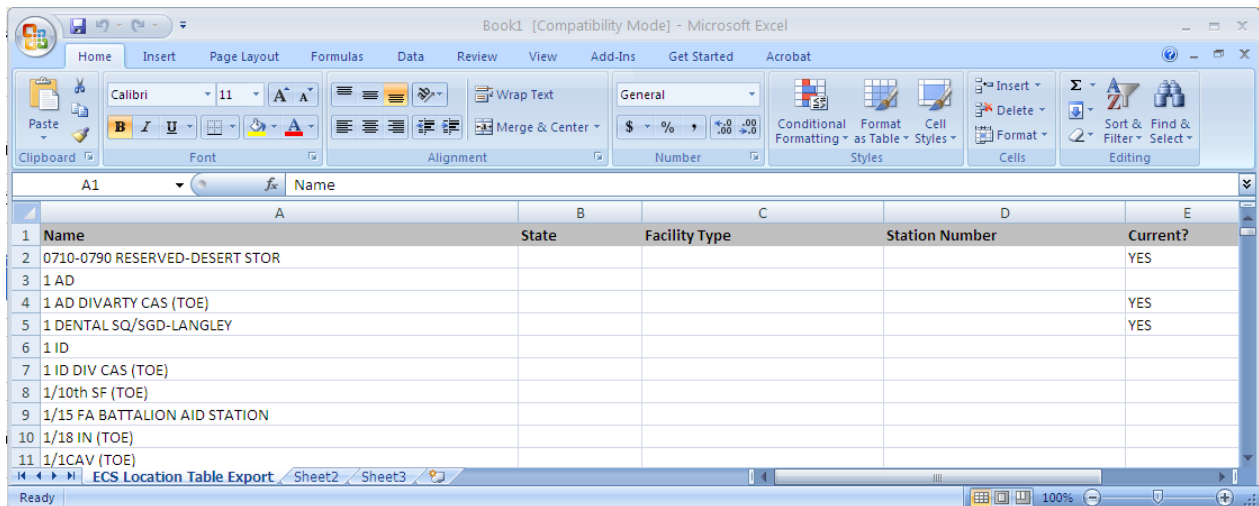 Book1 [Compatibility Mode] - Microsoft Excel
Home Insert Page Layout Formulas Data Review View Add-Ins Get Started Acrobat
Paste
Clipboard
Calibri 11 A A
B I U A
Font
Wrap Text
Merge & Center
Alignment
General
$ % , .0 .00 .00 .0
Number
Conditional Formatting
Format as Table
Cell Styles
Styles
Insert
Delete
Format
Cells
Σ
Sort & Filter
Find & Select
Editing
A1 fx Name
A B C D E
1 Name State Facility Type Station Number Current?
2 0710-0790 RESERVED-DESERT STOR YES
3 1 AD
4 1 AD DIVARTY CAS (TOE) YES
5 1 DENTAL SQ/SGD-LANGLEY YES
6 1 ID
7 1 ID DIV CAS (TOE)
8 1/10th SF (TOE)
9 1/15 FA BATTALION AID STATION
10 1/18 IN (TOE)
11 1/1CAV (TOE)
ECS Location Table Export Sheet2 Sheet3
Ready 100%